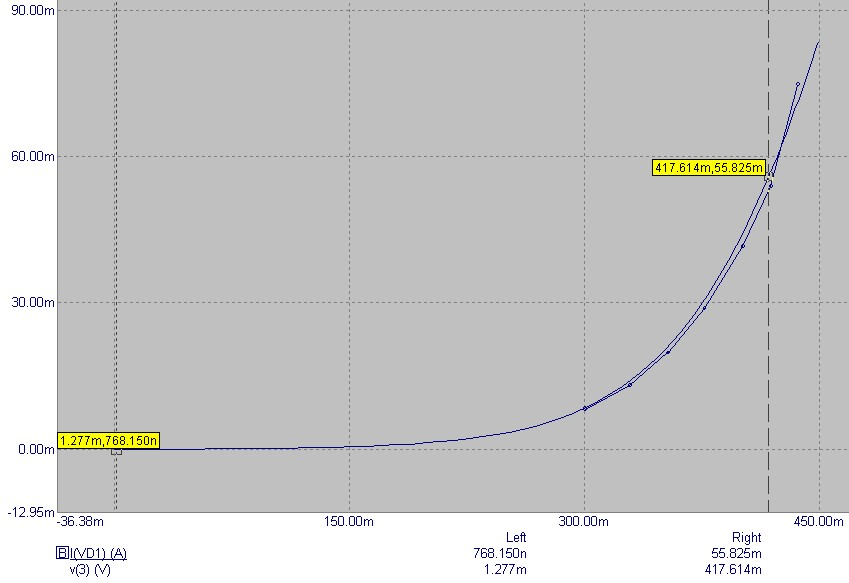 90.00m
60.00m
417.614m,55.825m
30.00m
1.277m,768.150n
0.00m
-12.95m
-36.38m 150.00m 300.00m 450.00m
Left Right
B I(VD1) (A) 768.150n 55.825m
v(3) (V) 1.277m 417.614m